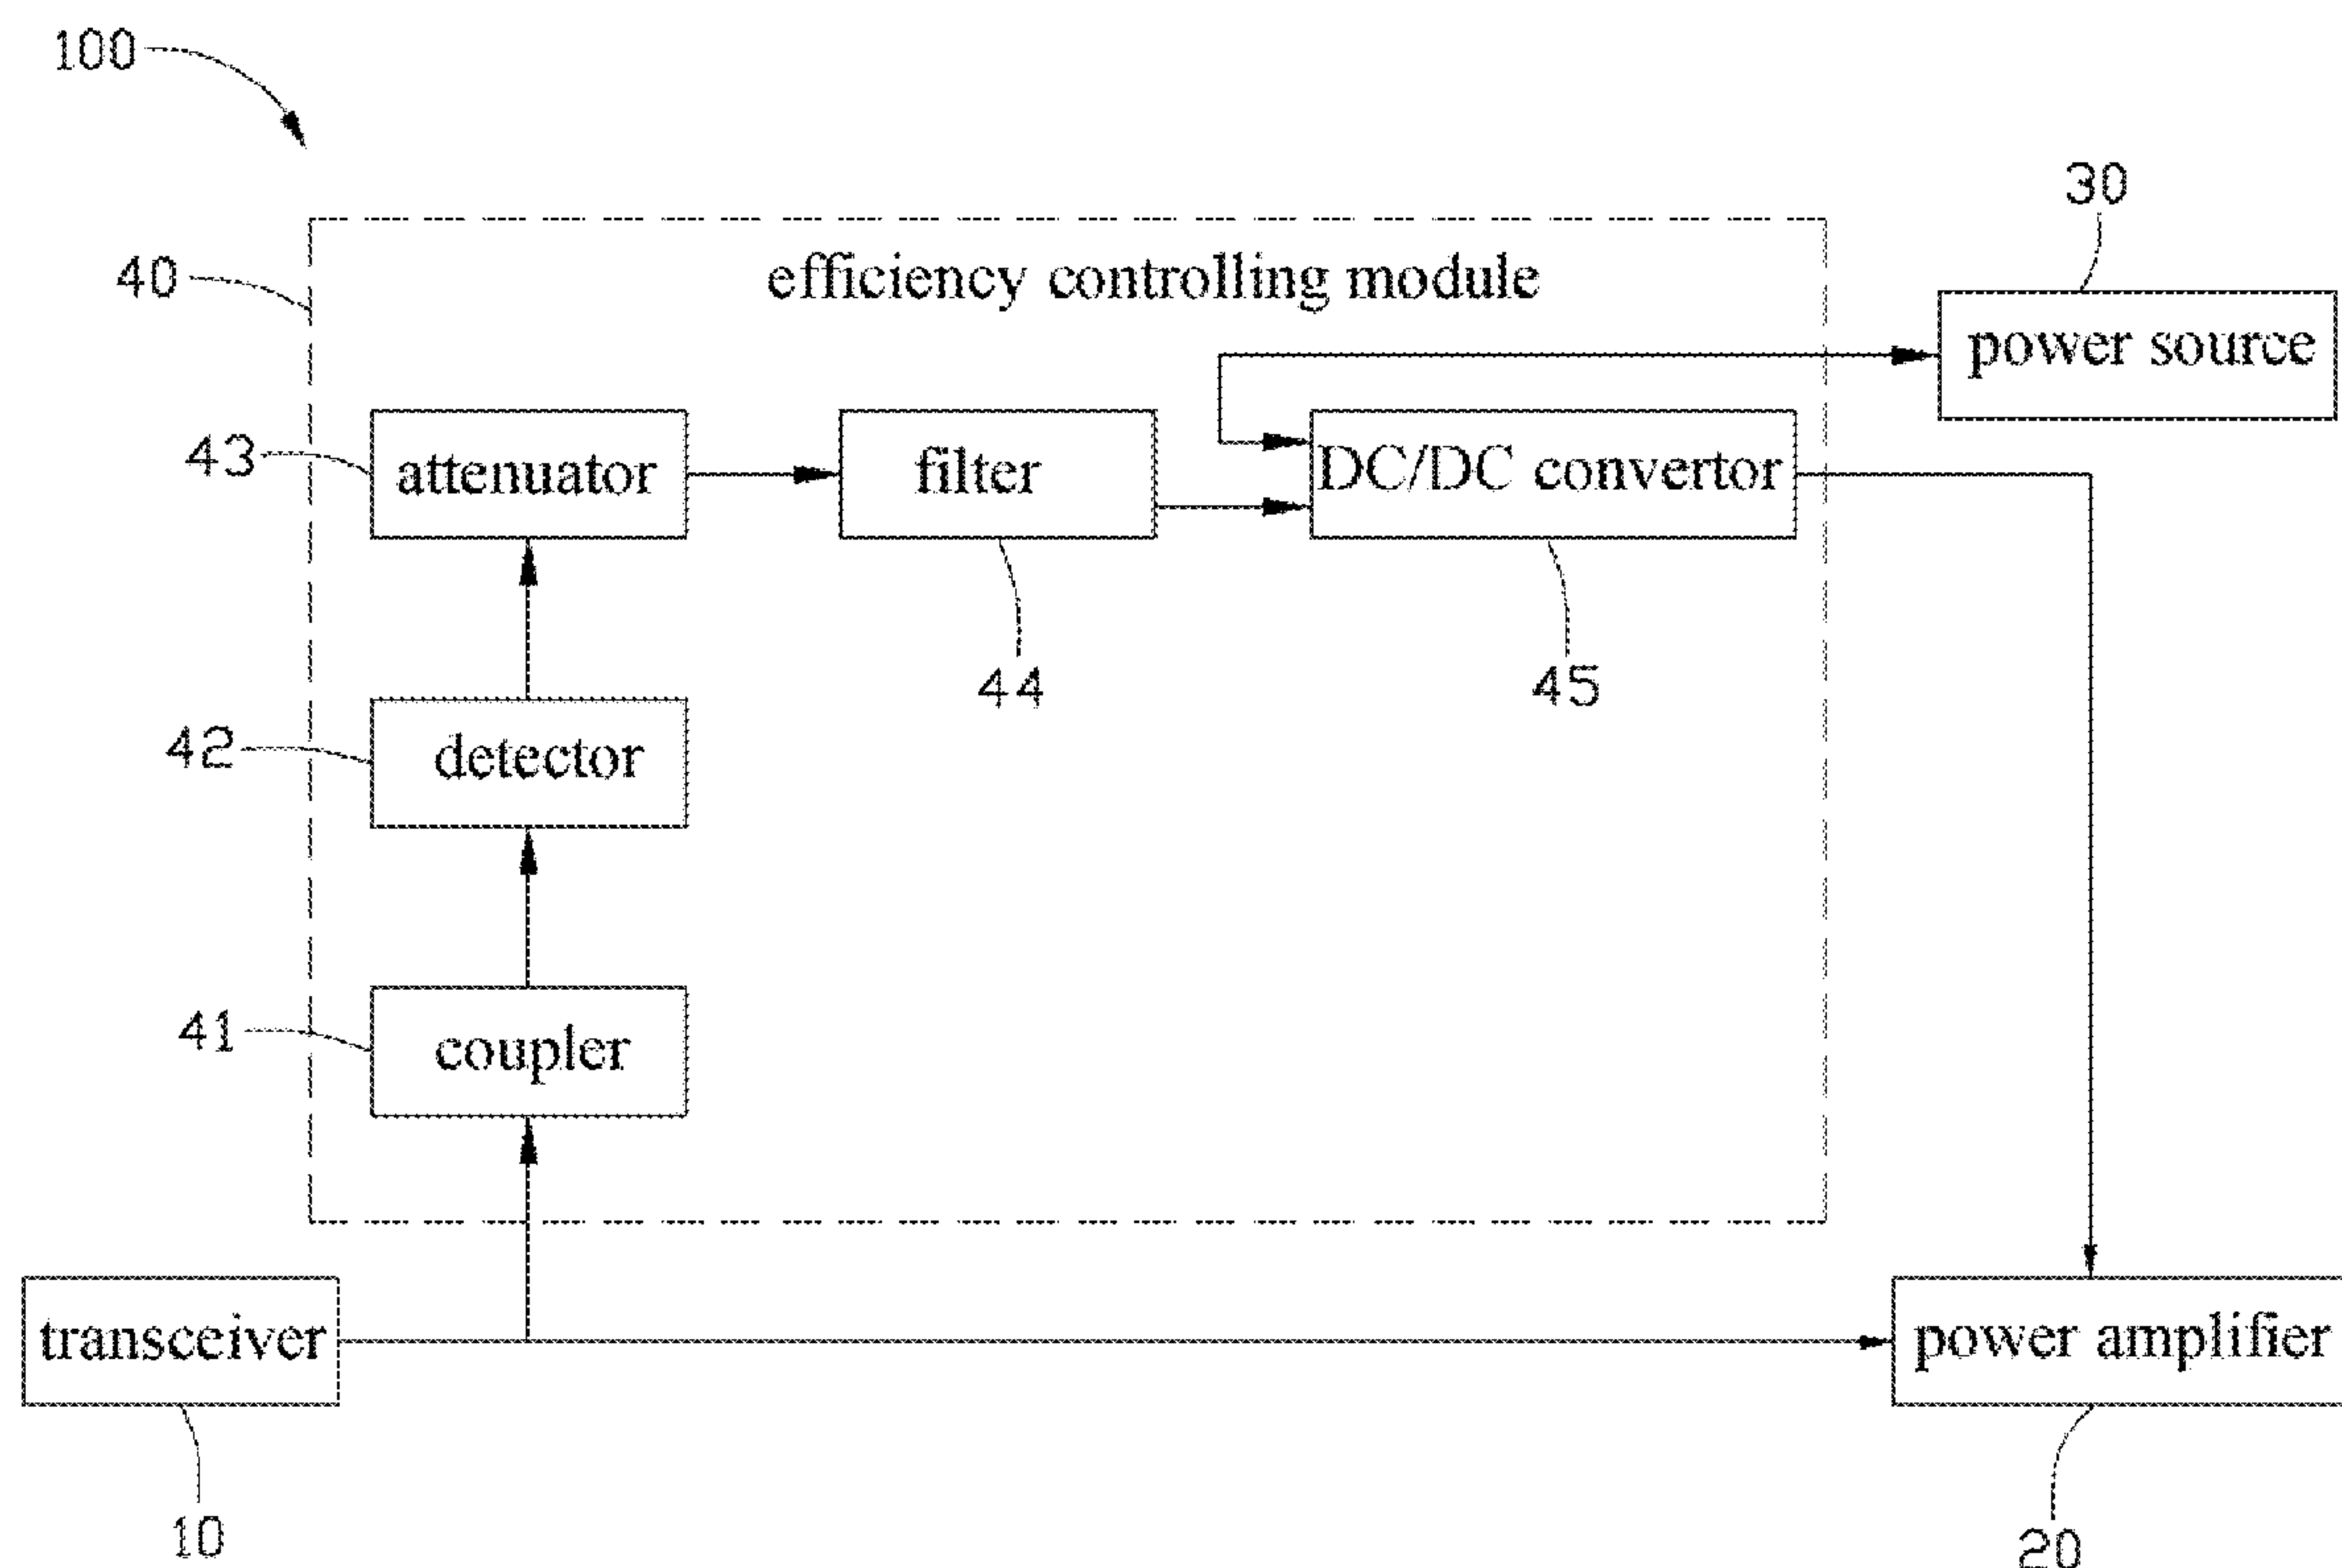 100
30
40
efficiency controlling module
power source
43
attenuator
filter
DC/DC convertor
44
45
42
detector
41
coupler
transceiver
power amplifier
10
20